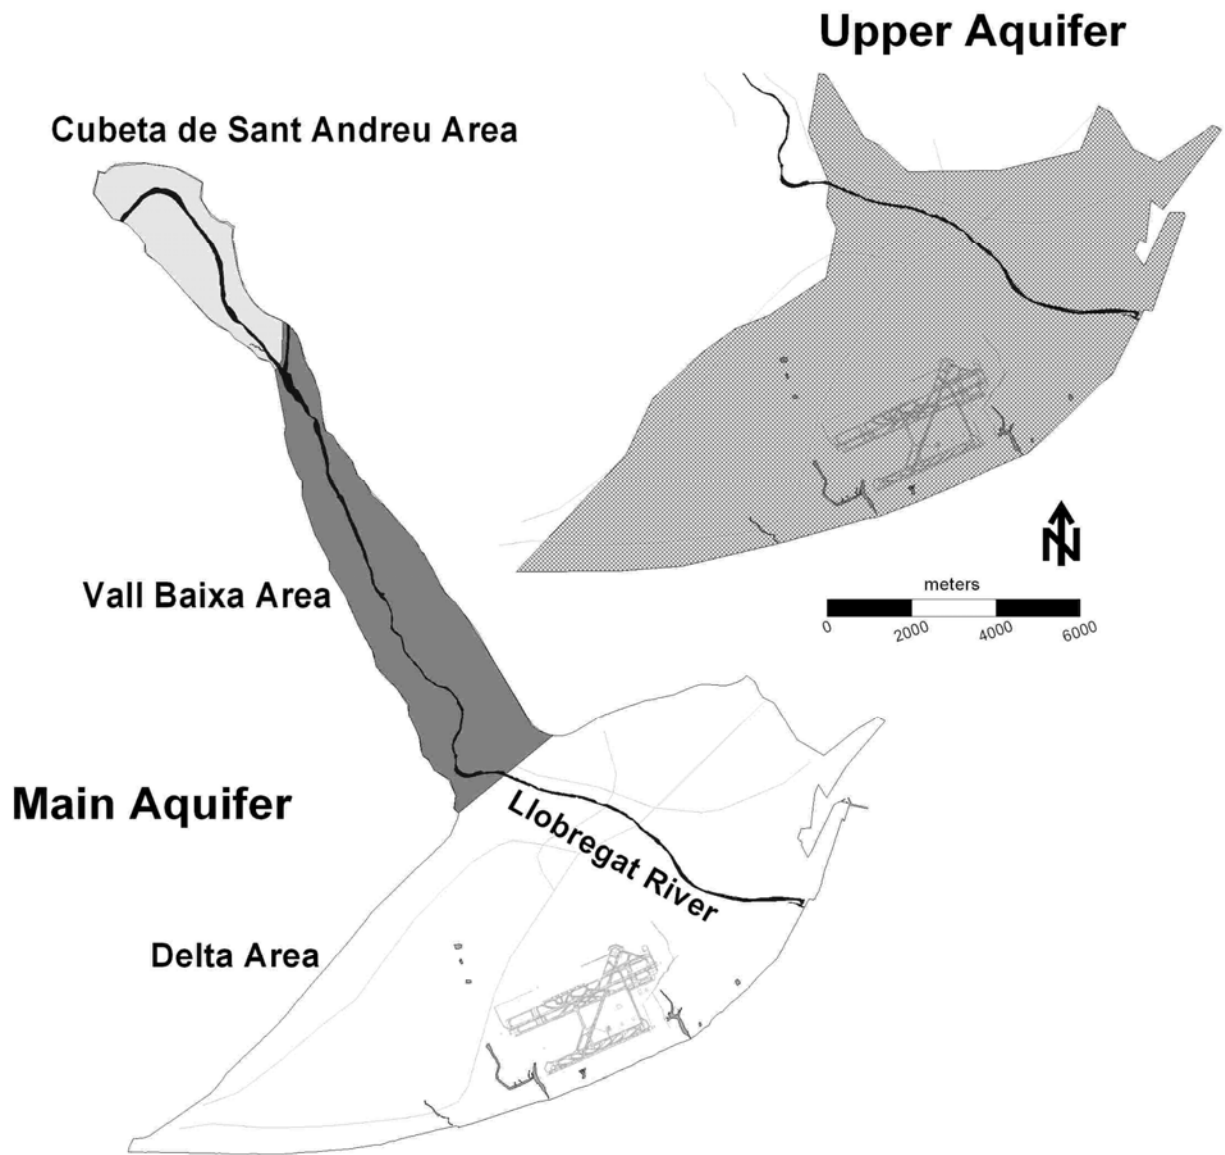 Upper Aquifer
Cubeta de Sant Andreu Area
N
meters
0 2000 4000 6000
Vall Baixa Area
Main Aquifer
Llobregat River
Delta Area